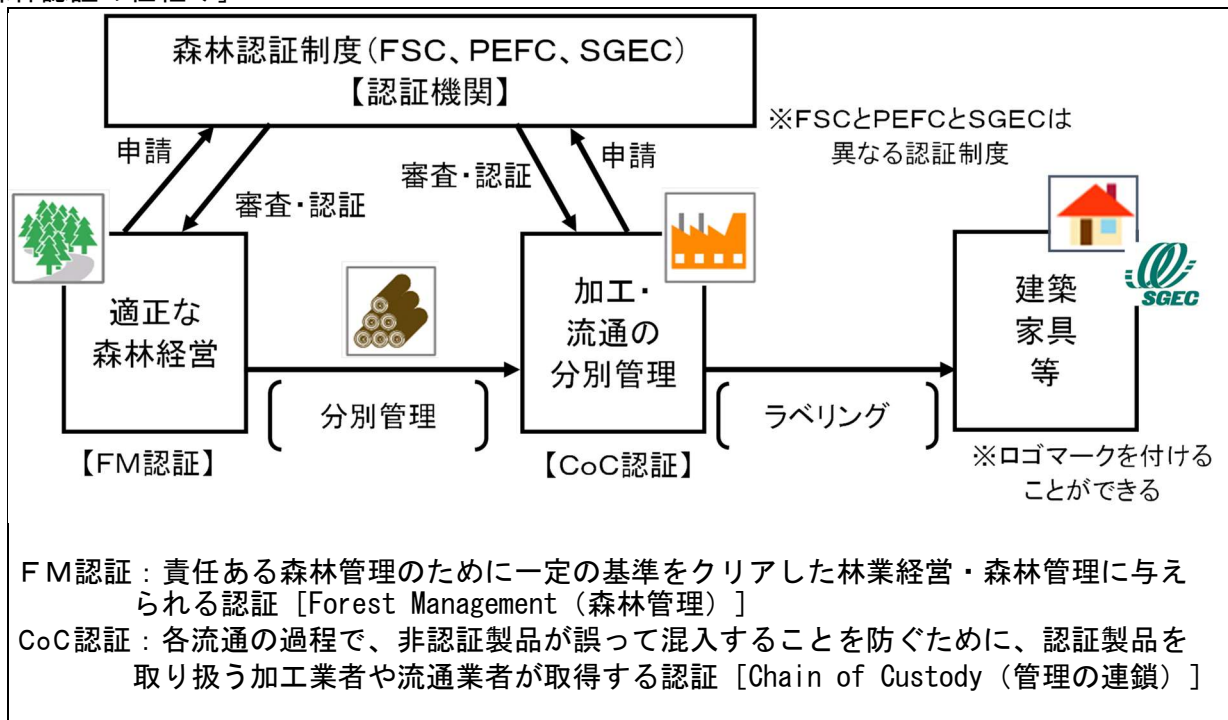 森林認証制度(FSC、PEFC、SGEC)
【認証機関】
※FSCとPEFCとSGECは
異なる認証制度
申請
審査・認証
審査・認証
申請
適正な
森林経営
【FM認証】
分別管理
加工・
流通の
分別管理
【CoC認証】
ラベリング
建築
家具
等
SGEC
※ロゴマークを付ける
ことができる
ＦＭ認証：責任ある森林管理のために一定の基準をクリアした林業経営・森林管理に与え
られる認証［Forest Management（森林管理）］
CoC認証：各流通の過程で、非認証製品が誤って混入することを防ぐために、認証製品を
取り扱う加工業者や流通業者が取得する認証［Chain of Custody（管理の連鎖）］